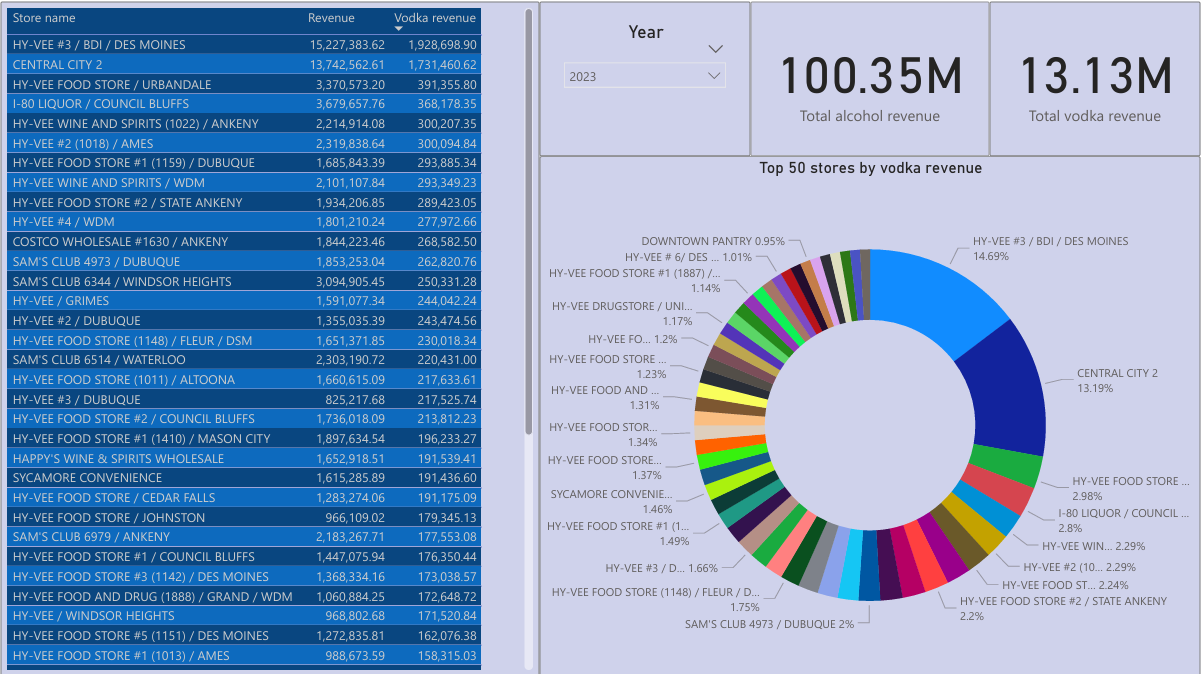 Store name Revenue Vodka revenue
HY-VEE #3 / BDI / DES MOINES 15,227,383.62 1,928,698.90
CENTRAL CITY 2 13,742,562.61 1,731,460.62
HY-VEE FOOD STORE / URBANDALE 3,370,573.20 391,355.80
I-80 LIQUOR / COUNCIL BLUFFS 3,679,657.76 368,178.35
HY-VEE WINE AND SPIRITS (1022) / ANKENY 2,214,914.08 300,207.35
HY-VEE #2 (1018) / AMES 2,319,838.64 300,094.84
HY-VEE FOOD STORE #1 (1159) / DUBUQUE 1,685,843.39 293,885.34
HY-VEE WINE AND SPIRITS / WDM 2,101,107.84 293,349.23
HY-VEE FOOD STORE #2 / STATE ANKENY 1,934,206.85 289,423.05
HY-VEE #4 / WDM 1,801,210.24 277,972.66
COSTCO WHOLESALE #1630 / ANKENY 1,844,223.46 268,582.50
SAM'S CLUB 4973 / DUBUQUE 1,853,253.04 262,820.76
SAM'S CLUB 6344 / WINDSOR HEIGHTS 3,094,905.45 250,331.28
HY-VEE / GRIMES 1,591,077.34 244,042.24
HY-VEE #2 / DUBUQUE 1,355,035.39 243,474.56
HY-VEE FOOD STORE (1148) / FLEUR / DSM 1,651,371.85 230,018.34
SAM'S CLUB 6514 / WATERLOO 2,303,190.72 220,431.00
HY-VEE FOOD STORE (1011) / ALTOONA 1,660,615.09 217,633.61
HY-VEE #3 / DUBUQUE 825,217.68 217,525.74
HY-VEE FOOD STORE #2 / COUNCIL BLUFFS 1,736,018.09 213,812.23
HY-VEE FOOD STORE #1 (1410) / MASON CITY 1,897,634.54 196,233.27
HAPPY'S WINE & SPIRITS WHOLESALE 1,652,918.51 191,539.41
SYCAMORE CONVENIENCE 1,615,285.89 191,436.60
HY-VEE FOOD STORE / CEDAR FALLS 1,283,274.06 191,175.09
HY-VEE FOOD STORE / JOHNSTON 966,109.02 179,345.13
SAM'S CLUB 6979 / ANKENY 2,183,267.71 177,553.08
HY-VEE FOOD STORE #1 / COUNCIL BLUFFS 1,447,075.94 176,350.44
HY-VEE FOOD STORE #3 (1142) / DES MOINES 1,368,334.16 173,038.57
HY-VEE FOOD AND DRUG (1888) / GRAND / WDM 1,060,884.25 172,648.72
HY-VEE / WINDSOR HEIGHTS 968,802.68 171,520.84
HY-VEE FOOD STORE #5 (1151) / DES MOINES 1,272,835.81 162,076.38
HY-VEE FOOD STORE #1 (1013) / AMES 988,673.59 158,315.03
Year
2023
100.35M
Total alcohol revenue
13.13M
Total vodka revenue
Top 50 stores by vodka revenue
HY-VEE #3 / BDI / DES MOINES
14.69%
CENTRAL CITY 2
13.19%
HY-VEE FOOD STORE ...
2.98%
I-80 LIQUOR / COUNCIL ...
2.8%
HY-VEE WIN... 2.29%
HY-VEE #2 (10... 2.29%
HY-VEE FOOD ST... 2.24%
HY-VEE FOOD STORE #2 / STATE ANKENY
2.2%
SAM'S CLUB 4973 / DUBUQUE 2%
HY-VEE FOOD STORE (1148) / FLEUR / D...
1.75%
HY-VEE #3 / D... 1.66%
HY-VEE FOOD STORE #1 (1...
1.49%
SYCAMORE CONVENIE...
1.46%
HY-VEE FOOD STORE...
1.37%
HY-VEE FOOD STOR...
1.34%
HY-VEE FOOD AND ...
1.31%
HY-VEE FOOD STORE ...
1.23%
HY-VEE FO... 1.2%
HY-VEE DRUGSTORE / UNI...
1.17%
HY-VEE FOOD STORE #1 (1887) /...
1.14%
HY-VEE # 6/ DES ... 1.01%
DOWNTOWN PANTRY 0.95%